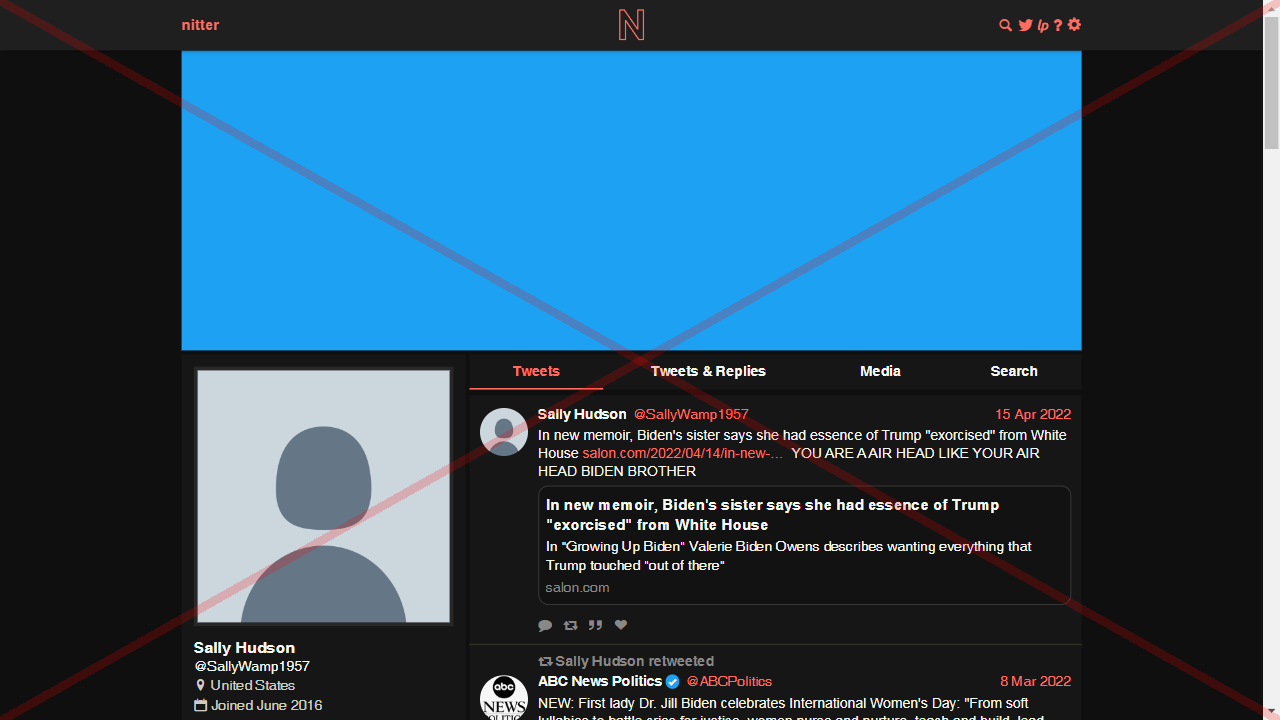 nitter
N
lp ?
Tweets Tweets & Replies Media Search
Sally Hudson @SallyWamp1957 15 Apr 2022
In new memoir, Biden's sister says she had essence of Trump "exorcised" from White
House salon.com/2022/04/14/in-new-… YOU ARE A AIR HEAD LIKE YOUR AIR
HEAD BIDEN BROTHER
In new memoir, Biden's sister says she had essence of Trump
"exorcised" from White House
In "Growing Up Biden" Valerie Biden Owens describes wanting everything that
Trump touched "out of there"
salon.com
Sally Hudson
@SallyWamp1957
United States
Joined June 2016
Sally Hudson retweeted
ABC News Politics @ABCPolitics 8 Mar 2022
abc
NEWS
NEW: First lady Dr. Jill Biden celebrates International Women's Day: "From soft